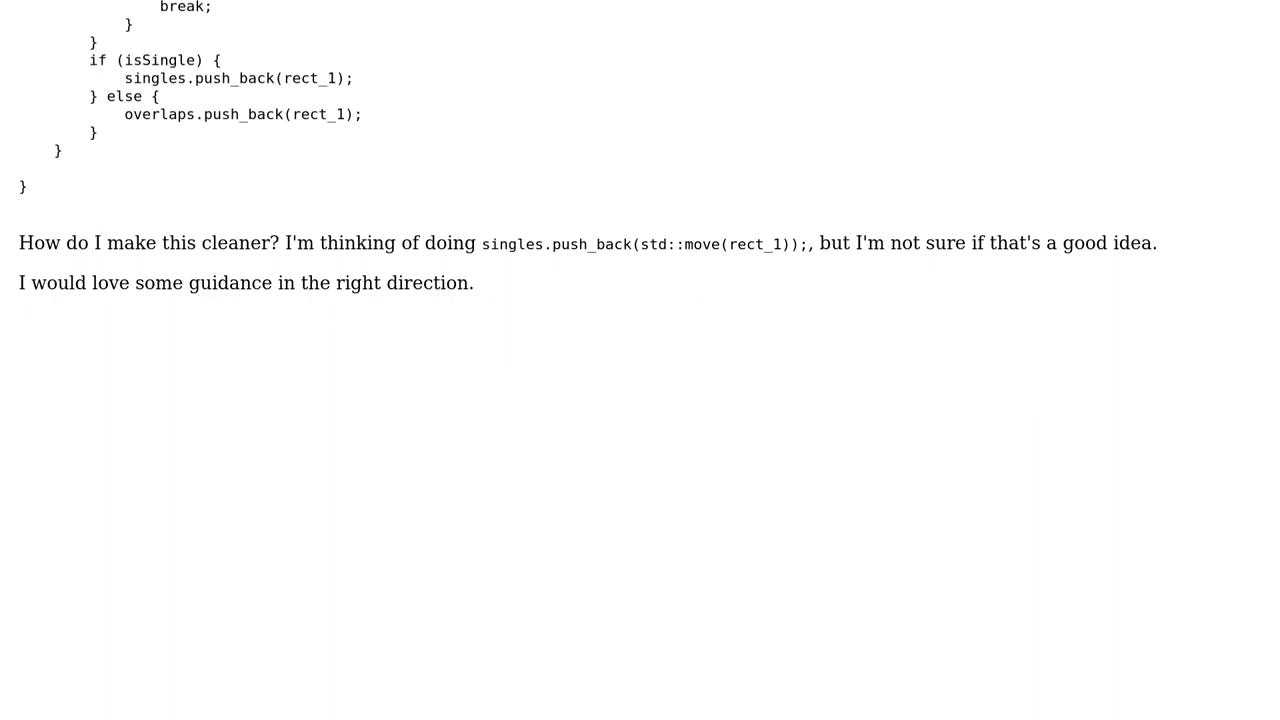 break;
            }
        }
        if (isSingle) {
            singles.push_back(rect_1);
        } else {
            overlaps.push_back(rect_1);
        }
    }
}
How do I make this cleaner? I'm thinking of doing singles.push_back(std::move(rect_1));, but I'm not sure if that's a good idea.
I would love some guidance in the right direction.